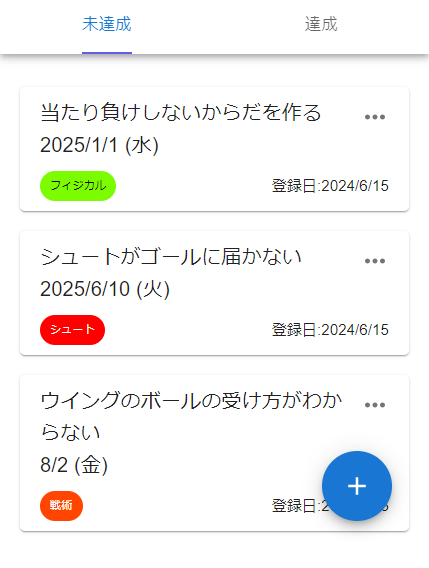 未達成 達成
当たり負けしないからだを作る
2025/1/1 (水)
フィジカル 登録日:2024/6/15
シュートがゴールに届かない
2025/6/10 (火)
シュート 登録日:2024/6/15
ウイングのボールの受け方がわか
らない
8/2 (金)
戦術 登録日: